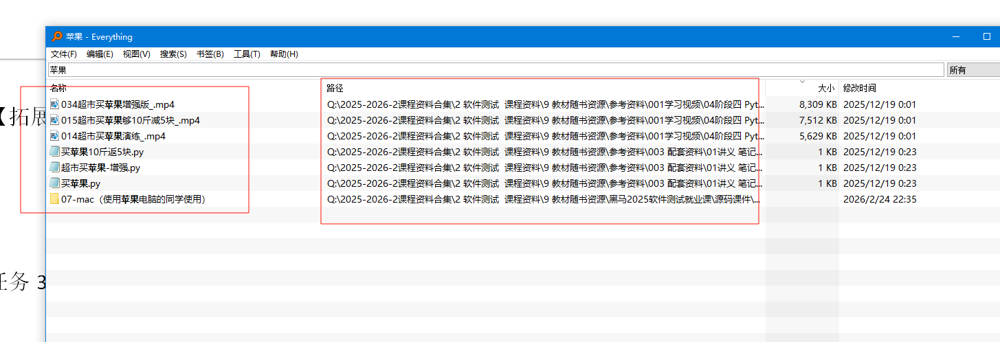 苹果 - Everything
文件(F) 编辑(E) 视图(V) 搜索(S) 书签(B) 工具(T) 帮助(H)
苹果 所有
名称 路径 大小 修改时间
034超市买苹果增强版_.mp4 Q:\2025-2026-2课程资料合集\2 软件测试 课程资料\9 教材随书资源\参考资料\001学习视频\04阶段四 Pyt... 8,309 KB 2025/12/19 0:01
015超市买苹果够10斤减5块_.mp4 Q:\2025-2026-2课程资料合集\2 软件测试 课程资料\9 教材随书资源\参考资料\001学习视频\04阶段四 Pyt... 7,512 KB 2025/12/19 0:01
014超市买苹果演练_.mp4 Q:\2025-2026-2课程资料合集\2 软件测试 课程资料\9 教材随书资源\参考资料\001学习视频\04阶段四 Pyt... 5,629 KB 2025/12/19 0:01
买苹果10斤返5块.py Q:\2025-2026-2课程资料合集\2 软件测试 课程资料\9 教材随书资源\参考资料\003 配套资料\01讲义 笔记... 1 KB 2025/12/19 0:23
超市买苹果-增强.py Q:\2025-2026-2课程资料合集\2 软件测试 课程资料\9 教材随书资源\参考资料\003 配套资料\01讲义 笔记... 1 KB 2025/12/19 0:23
买苹果.py Q:\2025-2026-2课程资料合集\2 软件测试 课程资料\9 教材随书资源\参考资料\003 配套资料\01讲义 笔记... 1 KB 2025/12/19 0:23
07-mac（使用苹果电脑的同学使用） Q:\2025-2026-2课程资料合集\2 软件测试 课程资料\9 教材随书资源\黑马2025软件测试就业课\源码课件\... 2026/2/24 22:35
【拓展
任务 3